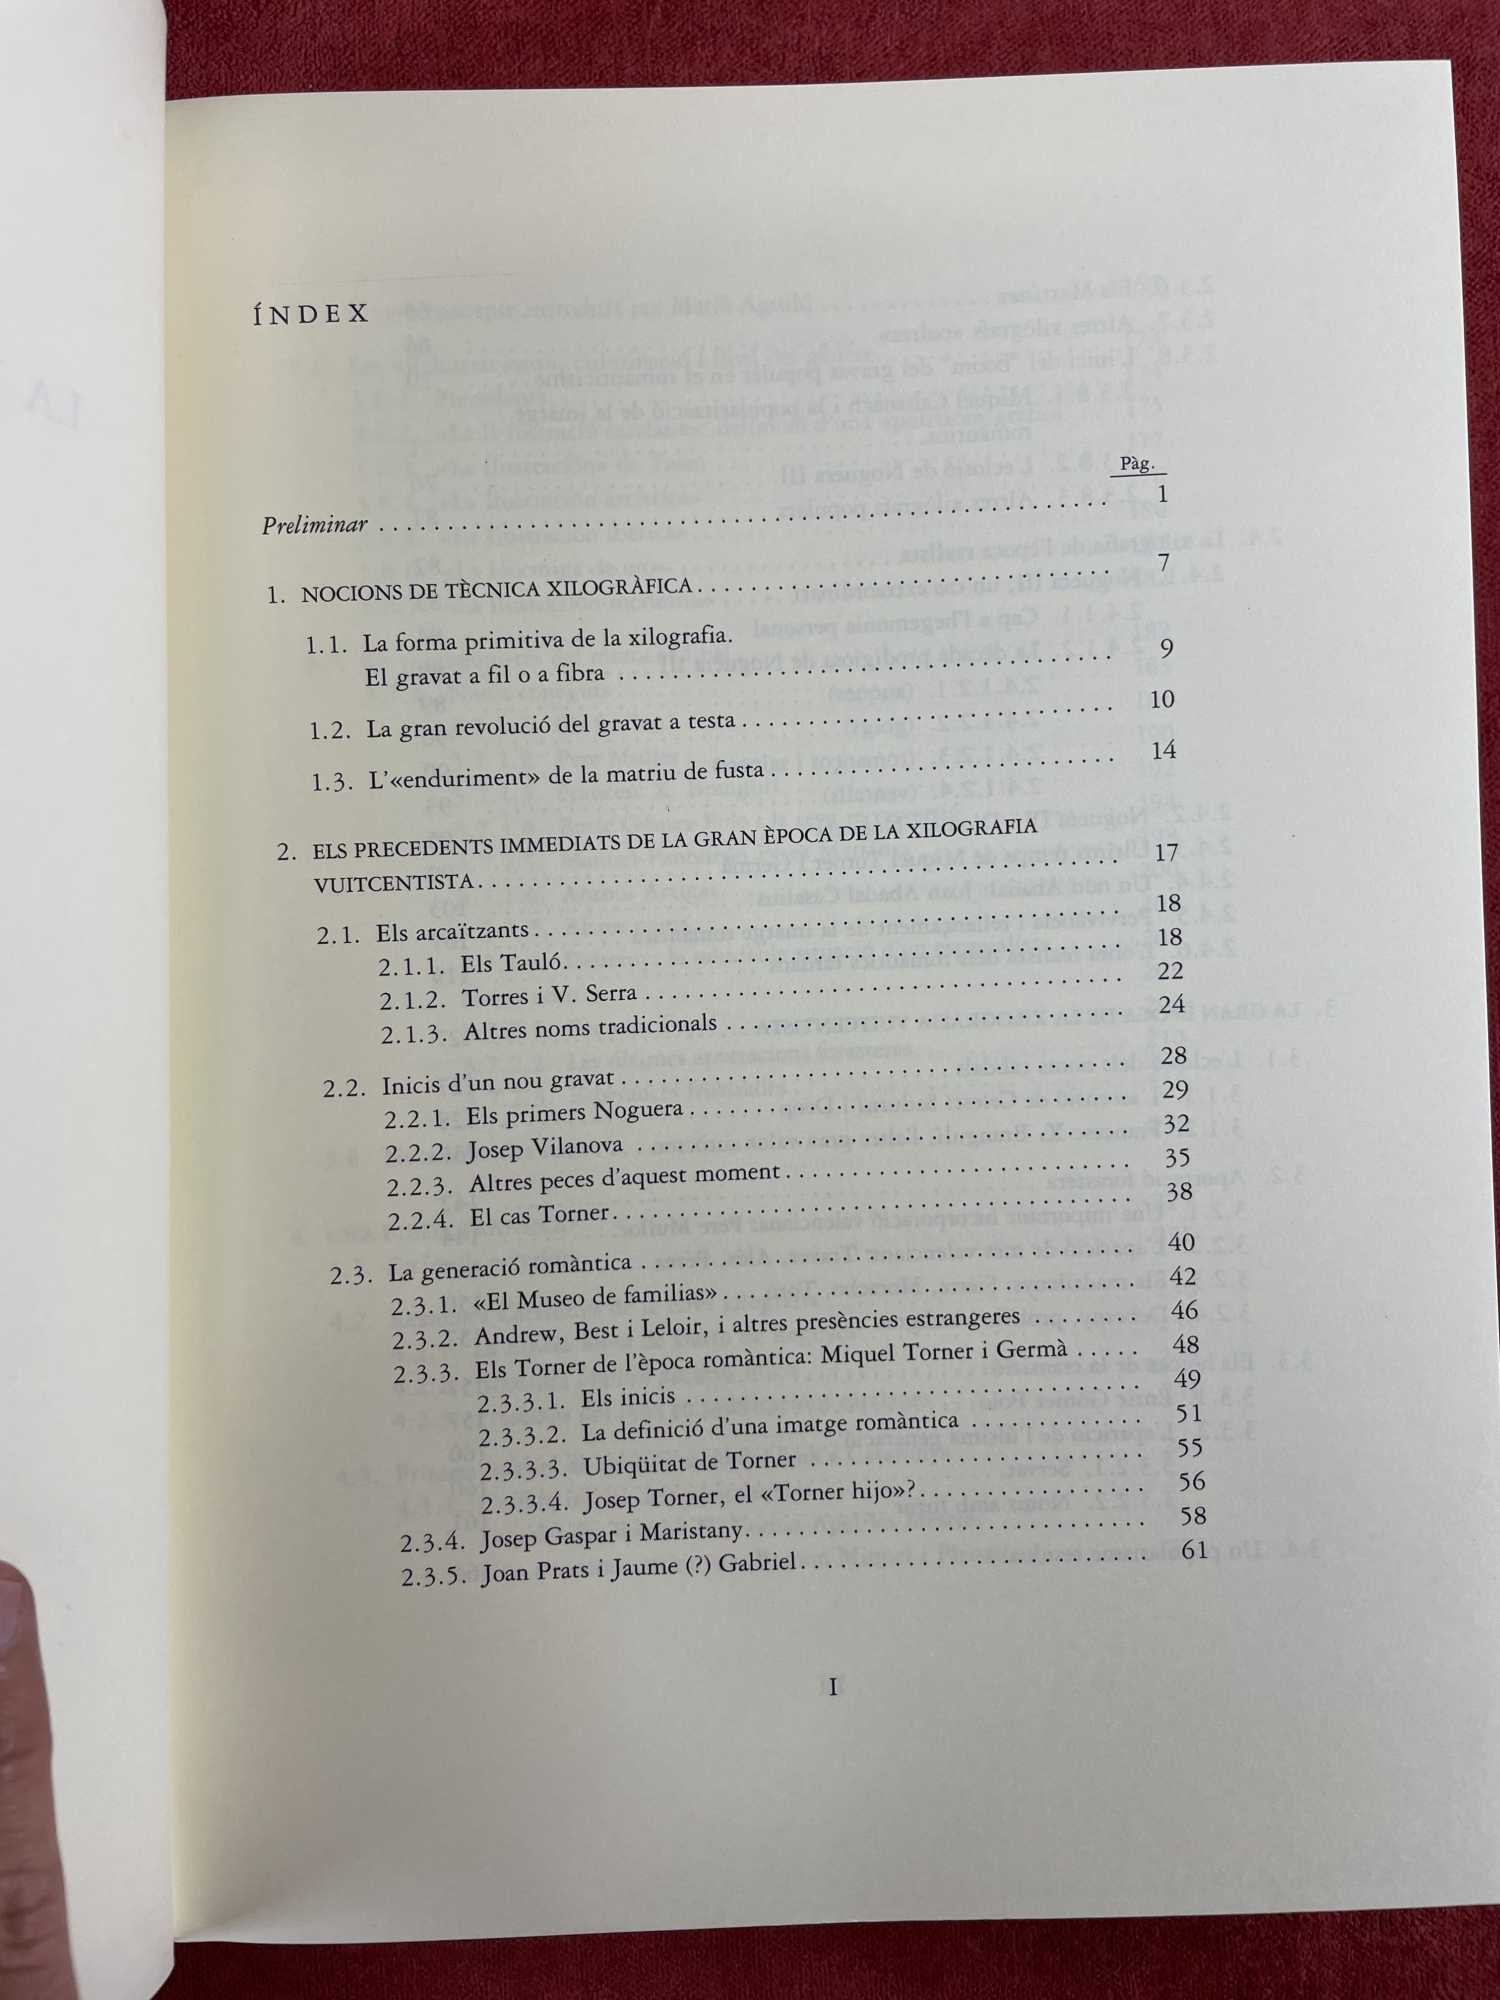 ÍNDEX
Pàg.
Preliminar . . . . . . . . . . . . . . . . . . . . 1
1. NOCIONS DE TÈCNICA XILOGRÀFICA . . . . . . . . . . 7
1.1. La forma primitiva de la xilografia.
El gravat a fil o a fibra . . . . . . . . . . 9
1.2. La gran revolució del gravat a testa . . . . . . . . . . 10
1.3. L'«enduriment» de la matriu de fusta . . . . . . . . . . 14
2. ELS PRECEDENTS IMMEDIATS DE LA GRAN ÈPOCA DE LA XILOGRAFIA
VUITCENTISTA . . . . . . . . . . 17
2.1. Els arcaïtzants . . . . . . . . . . 18
2.1.1. Els Tauló . . . . . . . . . . 18
2.1.2. Torres i V. Serra . . . . . . . . . . 22
2.1.3. Altres noms tradicionals . . . . . . . . . . 24
2.2. Inicis d'un nou gravat . . . . . . . . . . 28
2.2.1. Els primers Noguera . . . . . . . . . . 29
2.2.2. Josep Vilanova . . . . . . . . . . 32
2.2.3. Altres peces d'aquest moment . . . . . . . . . . 35
2.2.4. El cas Torner . . . . . . . . . . 38
2.3. La generació romàntica . . . . . . . . . . 40
2.3.1. «El Museo de familias» . . . . . . . . . . 42
2.3.2. Andrew, Best i Leloir, i altres presències estrangeres . . . . . . . . 46
2.3.3. Els Torner de l'època romàntica: Miquel Torner i Germà . . . . . 48
2.3.3.1. Els inicis . . . . . . . . . . 49
2.3.3.2. La definició d'una imatge romàntica . . . . . . . . . . 51
2.3.3.3. Ubiqüitat de Torner . . . . . . . . . . 55
2.3.3.4. Josep Torner, el «Torner hijo»? . . . . . . . . . . 56
2.3.4. Josep Gaspar i Maristany . . . . . . . . . . 58
2.3.5. Joan Prats i Jaume (?) Gabriel . . . . . . . . . . 61
I